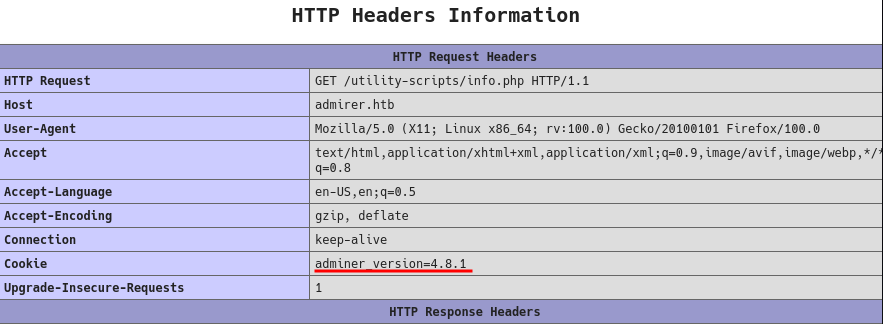 HTTP Headers Information
HTTP Request Headers
HTTP Request GET /utility-scripts/info.php HTTP/1.1
Host admirer.htb
User-Agent Mozilla/5.0 (X11; Linux x86_64; rv:100.0) Gecko/20100101 Firefox/100.0
Accept text/html,application/xhtml+xml,application/xml;q=0.9,image/avif,image/webp,*/*
q=0.8
Accept-Language en-US,en;q=0.5
Accept-Encoding gzip, deflate
Connection keep-alive
Cookie adminer_version=4.8.1
Upgrade-Insecure-Requests 1
HTTP Response Headers